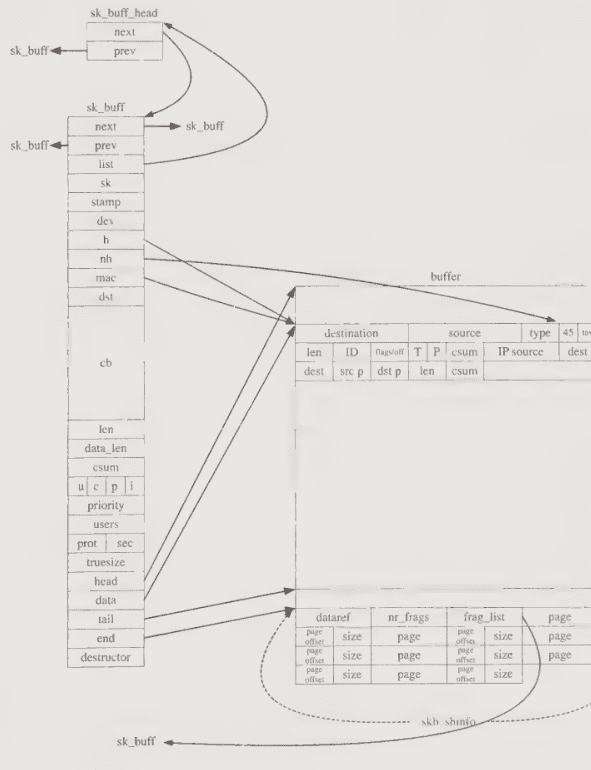 sk_buff_head
next
sk_buff prev
sk_buff
next sk_buff
sk_buff prev
list
sk
stamp
dev
h
nh
mac
dst
cb
len
data_len
csum
u c p i
priority
users
prot sec
truesize
head
data
tail
end
destructor
buffer
destination source type 45 tos
len ID flags/off T P csum IP source dest
dest src p dst p len csum
dataref nr_frags frag_list page
page offset size page page offset size page
page offset size page page offset size page
page offset size page page offset size
skb_shinfo
sk_buff